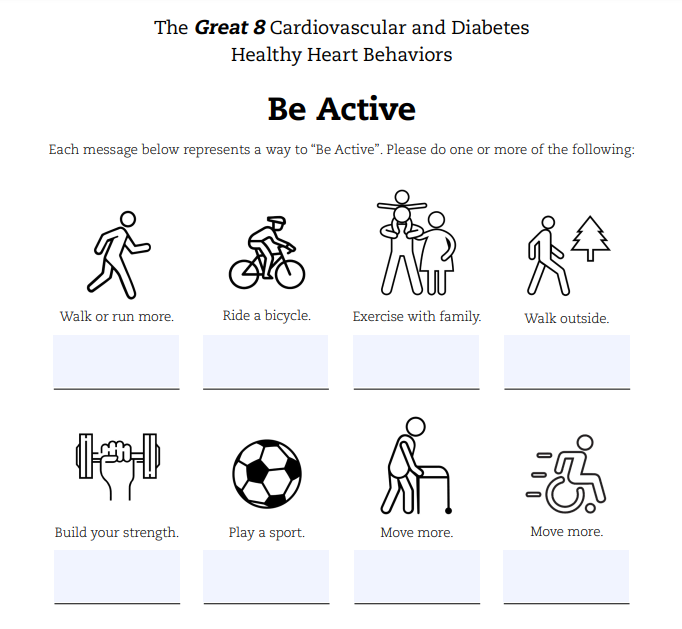 The Great 8 Cardiovascular and Diabetes
Healthy Heart Behaviors
Be Active
Each message below represents a way to “Be Active”. Please do one or more of the following:
Walk or run more.
Ride a bicycle.
Exercise with family.
Walk outside.
Build your strength.
Play a sport.
Move more.
Move more.